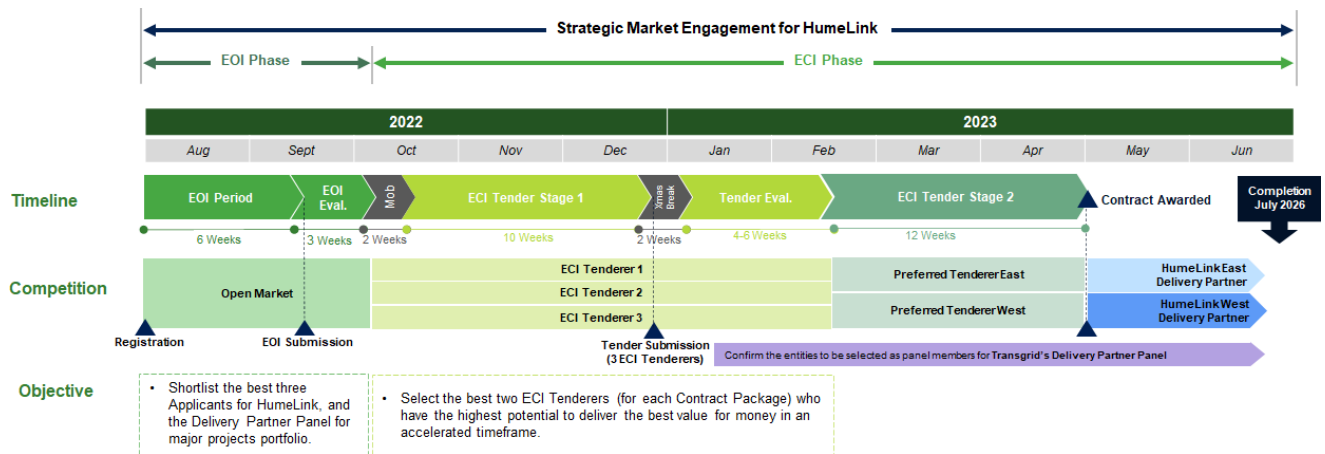 Strategic Market Engagement for HumeLink
EOI Phase
ECI Phase
2022
2023
Aug
Sept
Oct
Nov
Dec
Jan
Feb
Mar
Apr
May
Jun
Timeline
EOI Period
EOI
Eval.
Mob
ECI Tender Stage 1
Xmas
Break
Tender Eval.
ECI Tender Stage 2
Contract Awarded
Completion
July 2026
6 Weeks
3 Weeks
2 Weeks
10 Weeks
2 Weeks
4-6 Weeks
12 Weeks
Competition
Open Market
ECI Tenderer 1
ECI Tenderer 2
ECI Tenderer 3
Preferred Tenderer East
Preferred Tenderer West
HumeLink East
Delivery Partner
HumeLink West
Delivery Partner
Registration
EOI Submission
Tender Submission
(3 ECI Tenderers)
Confirm the entities to be selected as panel members for Transgrid's Delivery Partner Panel
Objective
• Shortlist the best three
Applicants for HumeLink, and
the Delivery Partner Panel for
major projects portfolio.
• Select the best two ECI Tenderers (for each Contract Package) who
have the highest potential to deliver the best value for money in an
accelerated timeframe.